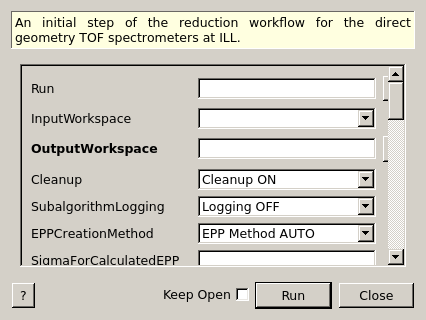 An initial step of the reduction workflow for the direct
geometry TOF spectrometers at ILL.
Run
InputWorkspace
OutputWorkspace
Cleanup Cleanup ON
SubalgorithmLogging Logging OFF
EPPCreationMethod EPP Method AUTO
SigmaForCalculatedEPP
? Keep Open Run Close